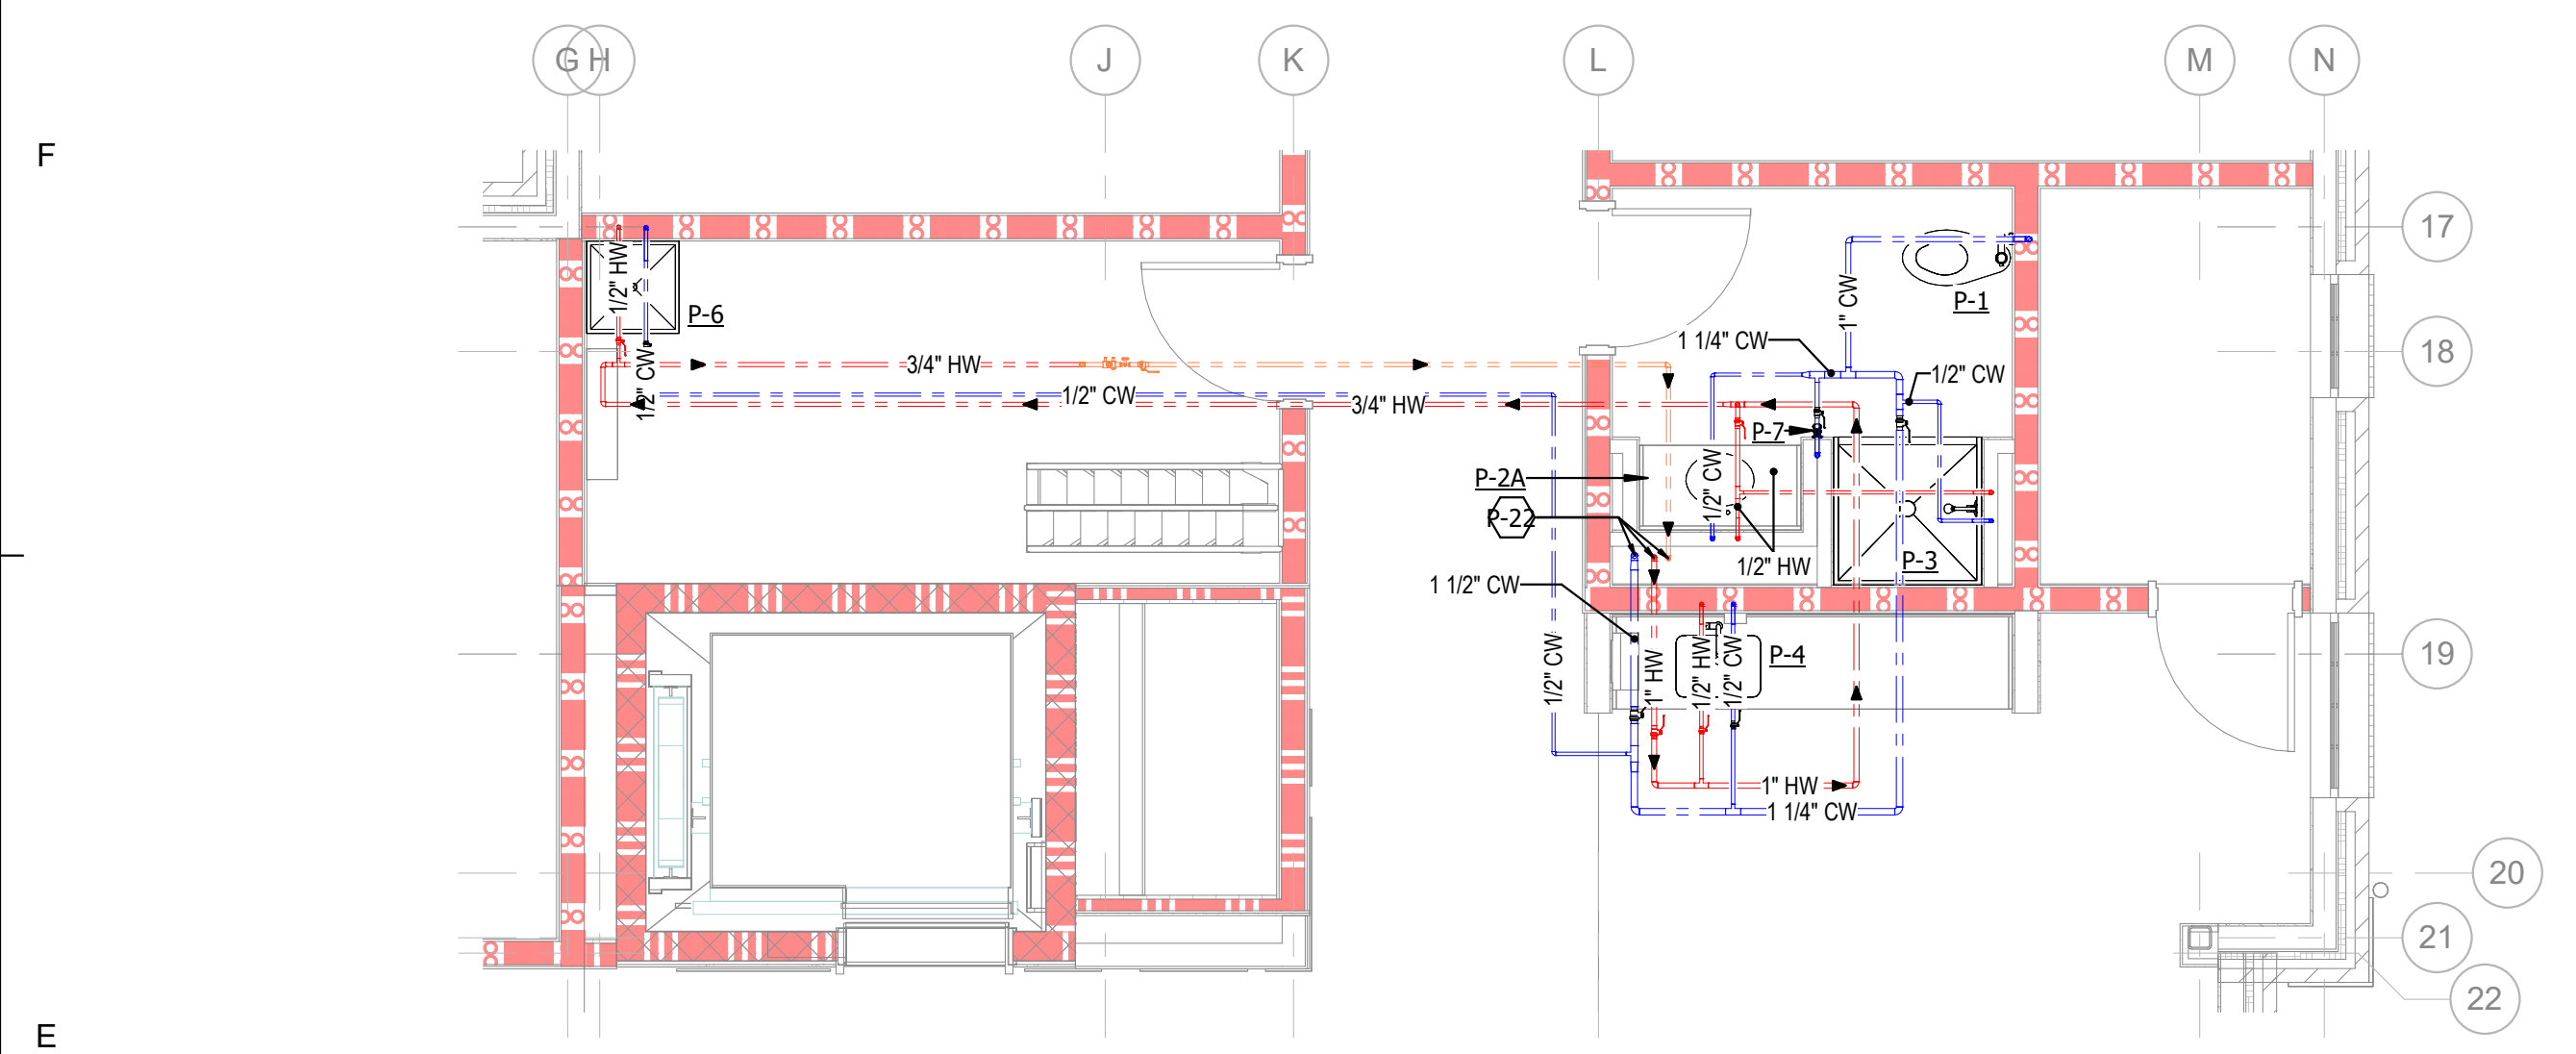 G H J K L M N
F
17
1/2" HW
1" CW
P-1
P-6
1 1/4" CW
18
3/4" HW
1/2" CW
1/2" CW
1/2" CW
3/4" HW
P-7
P-2A
1/2" CW
P-22
P-3
1/2" HW
1 1/2" CW
1/2" CW
1" HW
1/2" HW
1/2" CW
P-4
19
1" HW
1 1/4" CW
20
21
22
E